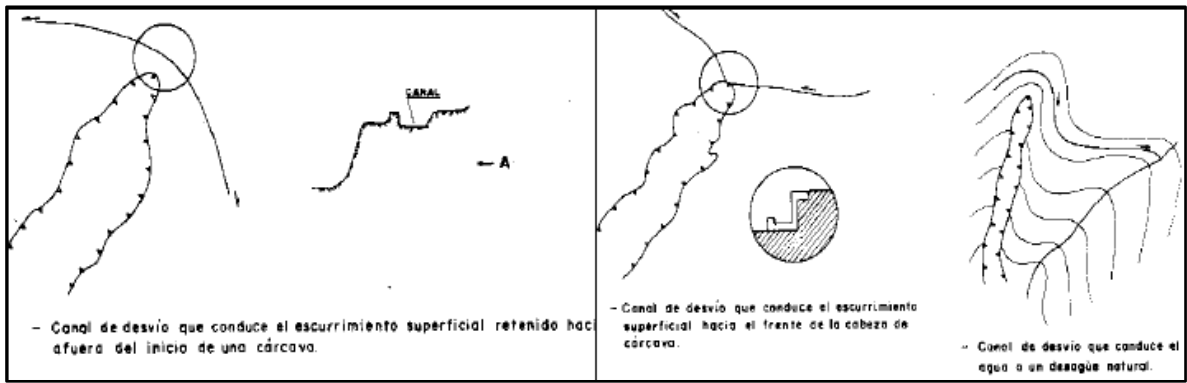 CANAL
← A
– Canal de desvío que conduce el escurrimiento superficial retenido haci
afuera del inicio de una cárcava.
– Canal de desvío que conduce el escurrimiento
superficial hacia el frente de la cabeza de
cárcava.
– Canal de desvío que conduce el
agua a un desagüe natural.